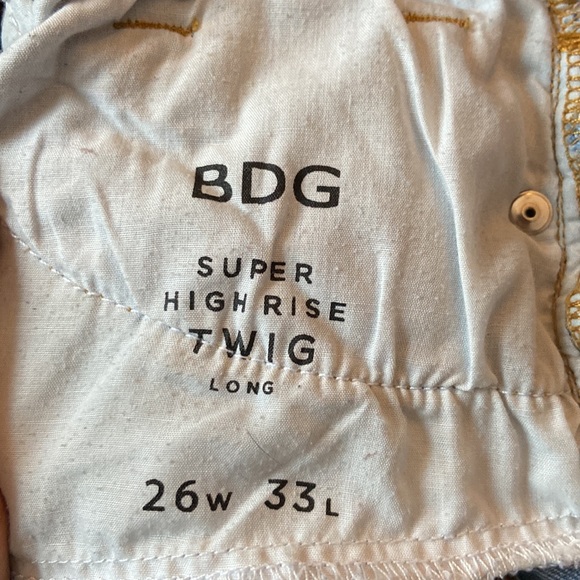 BDG
SUPER
HIGH RISE
TWIG
LONG
26W 33L